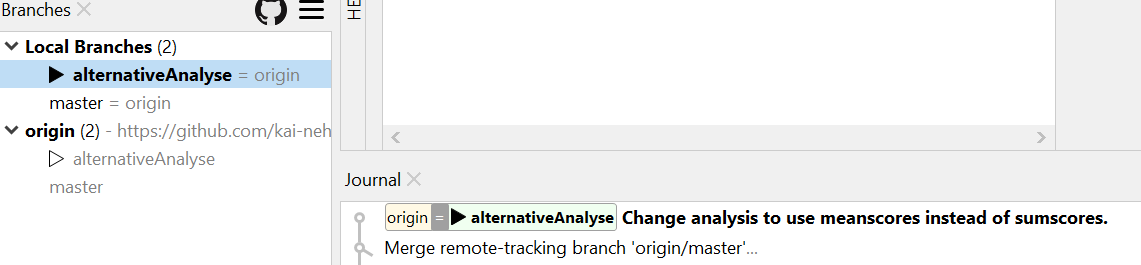 Branches
Local Branches (2)
alternativeAnalyse = origin
master = origin
origin (2) - https://github.com/kai-neh
alternativeAnalyse
master
HE
Journal
origin = alternativeAnalyse Change analysis to use meanscores instead of sumscores.
Merge remote-tracking branch 'origin/master'...